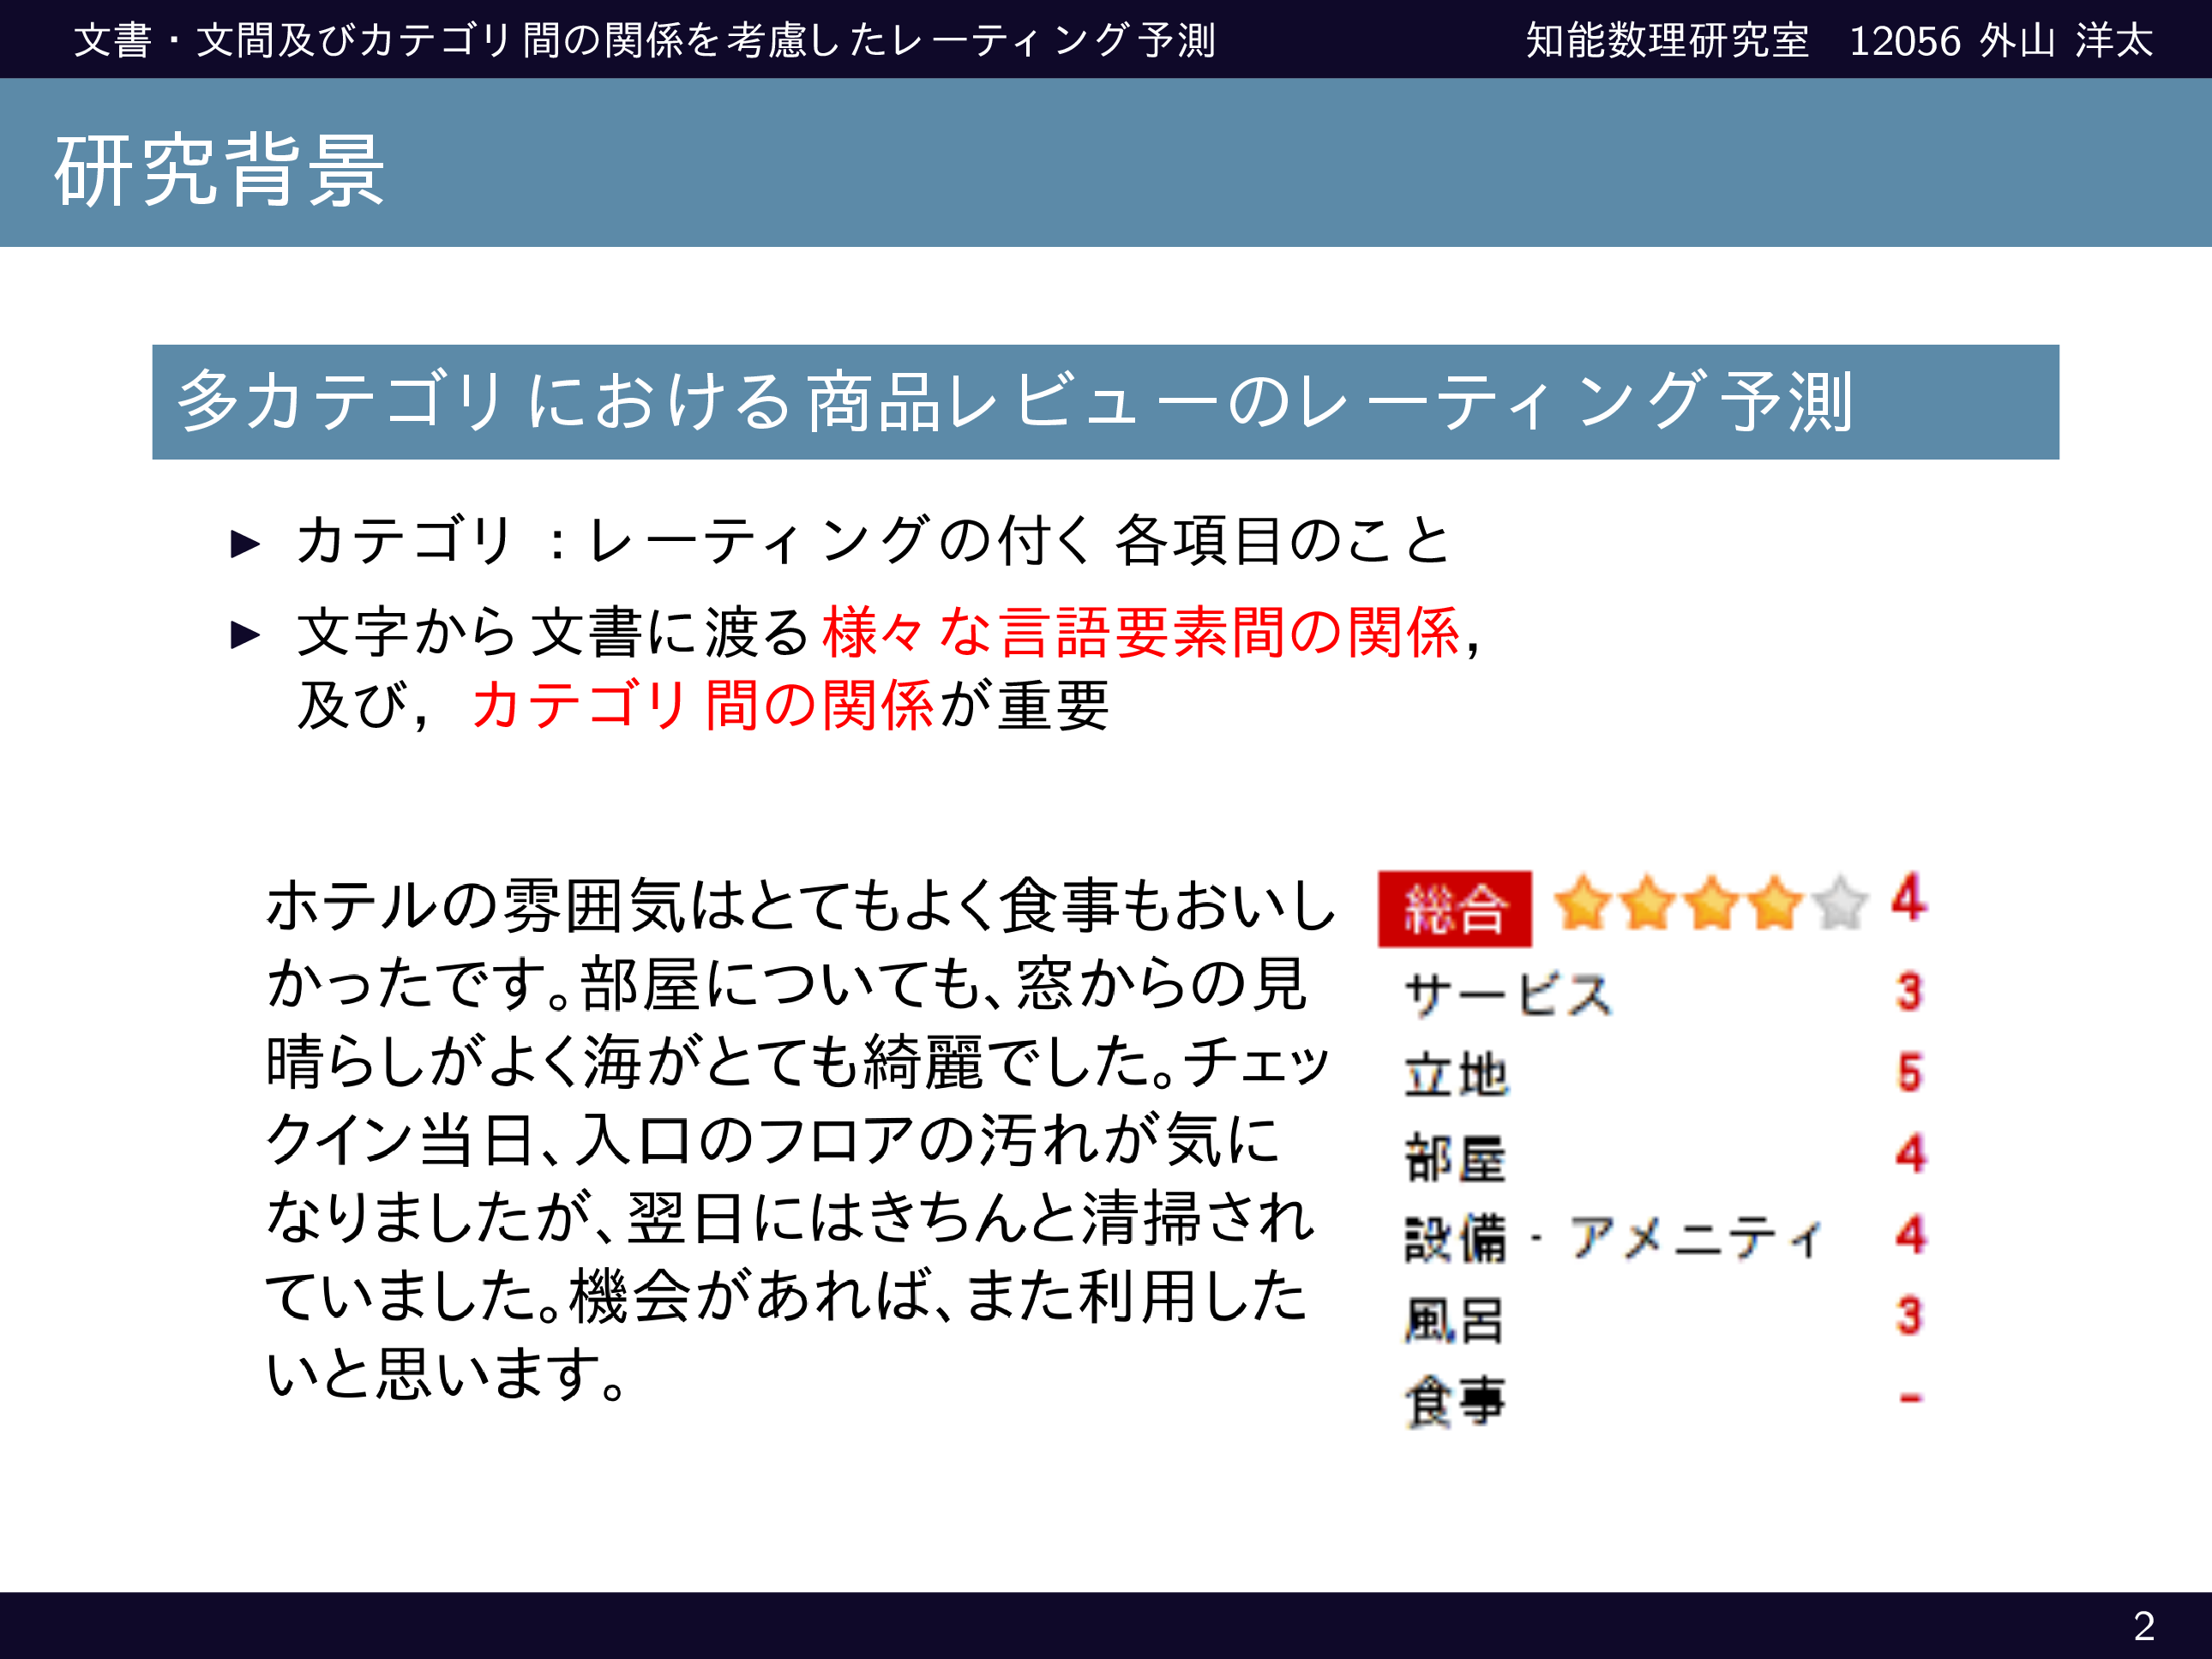 文書・文間及びカテゴリ間の関係を考慮したレーティング予測
知能数理研究室 12056 外山 洋太
研究背景
多カテゴリにおける商品レビューのレーティング予測
カテゴリ：レーティングの付く各項目のこと
文字から文書に渡る様々な言語要素間の関係，
及び，カテゴリ間の関係が重要
ホテルの雰囲気はとてもよく食事もおいし
かったです。部屋についても、窓からの見
晴らしがよく海がとても綺麗でした。チェッ
クイン当日、入口のフロアの汚れが気に
なりましたが、翌日にはきちんと清掃され
ていました。機会があれば、また利用した
いと思います。
総合 4
サービス 3
立地 5
部屋 4
設備・アメニティ 4
風呂 3
食事 -
2